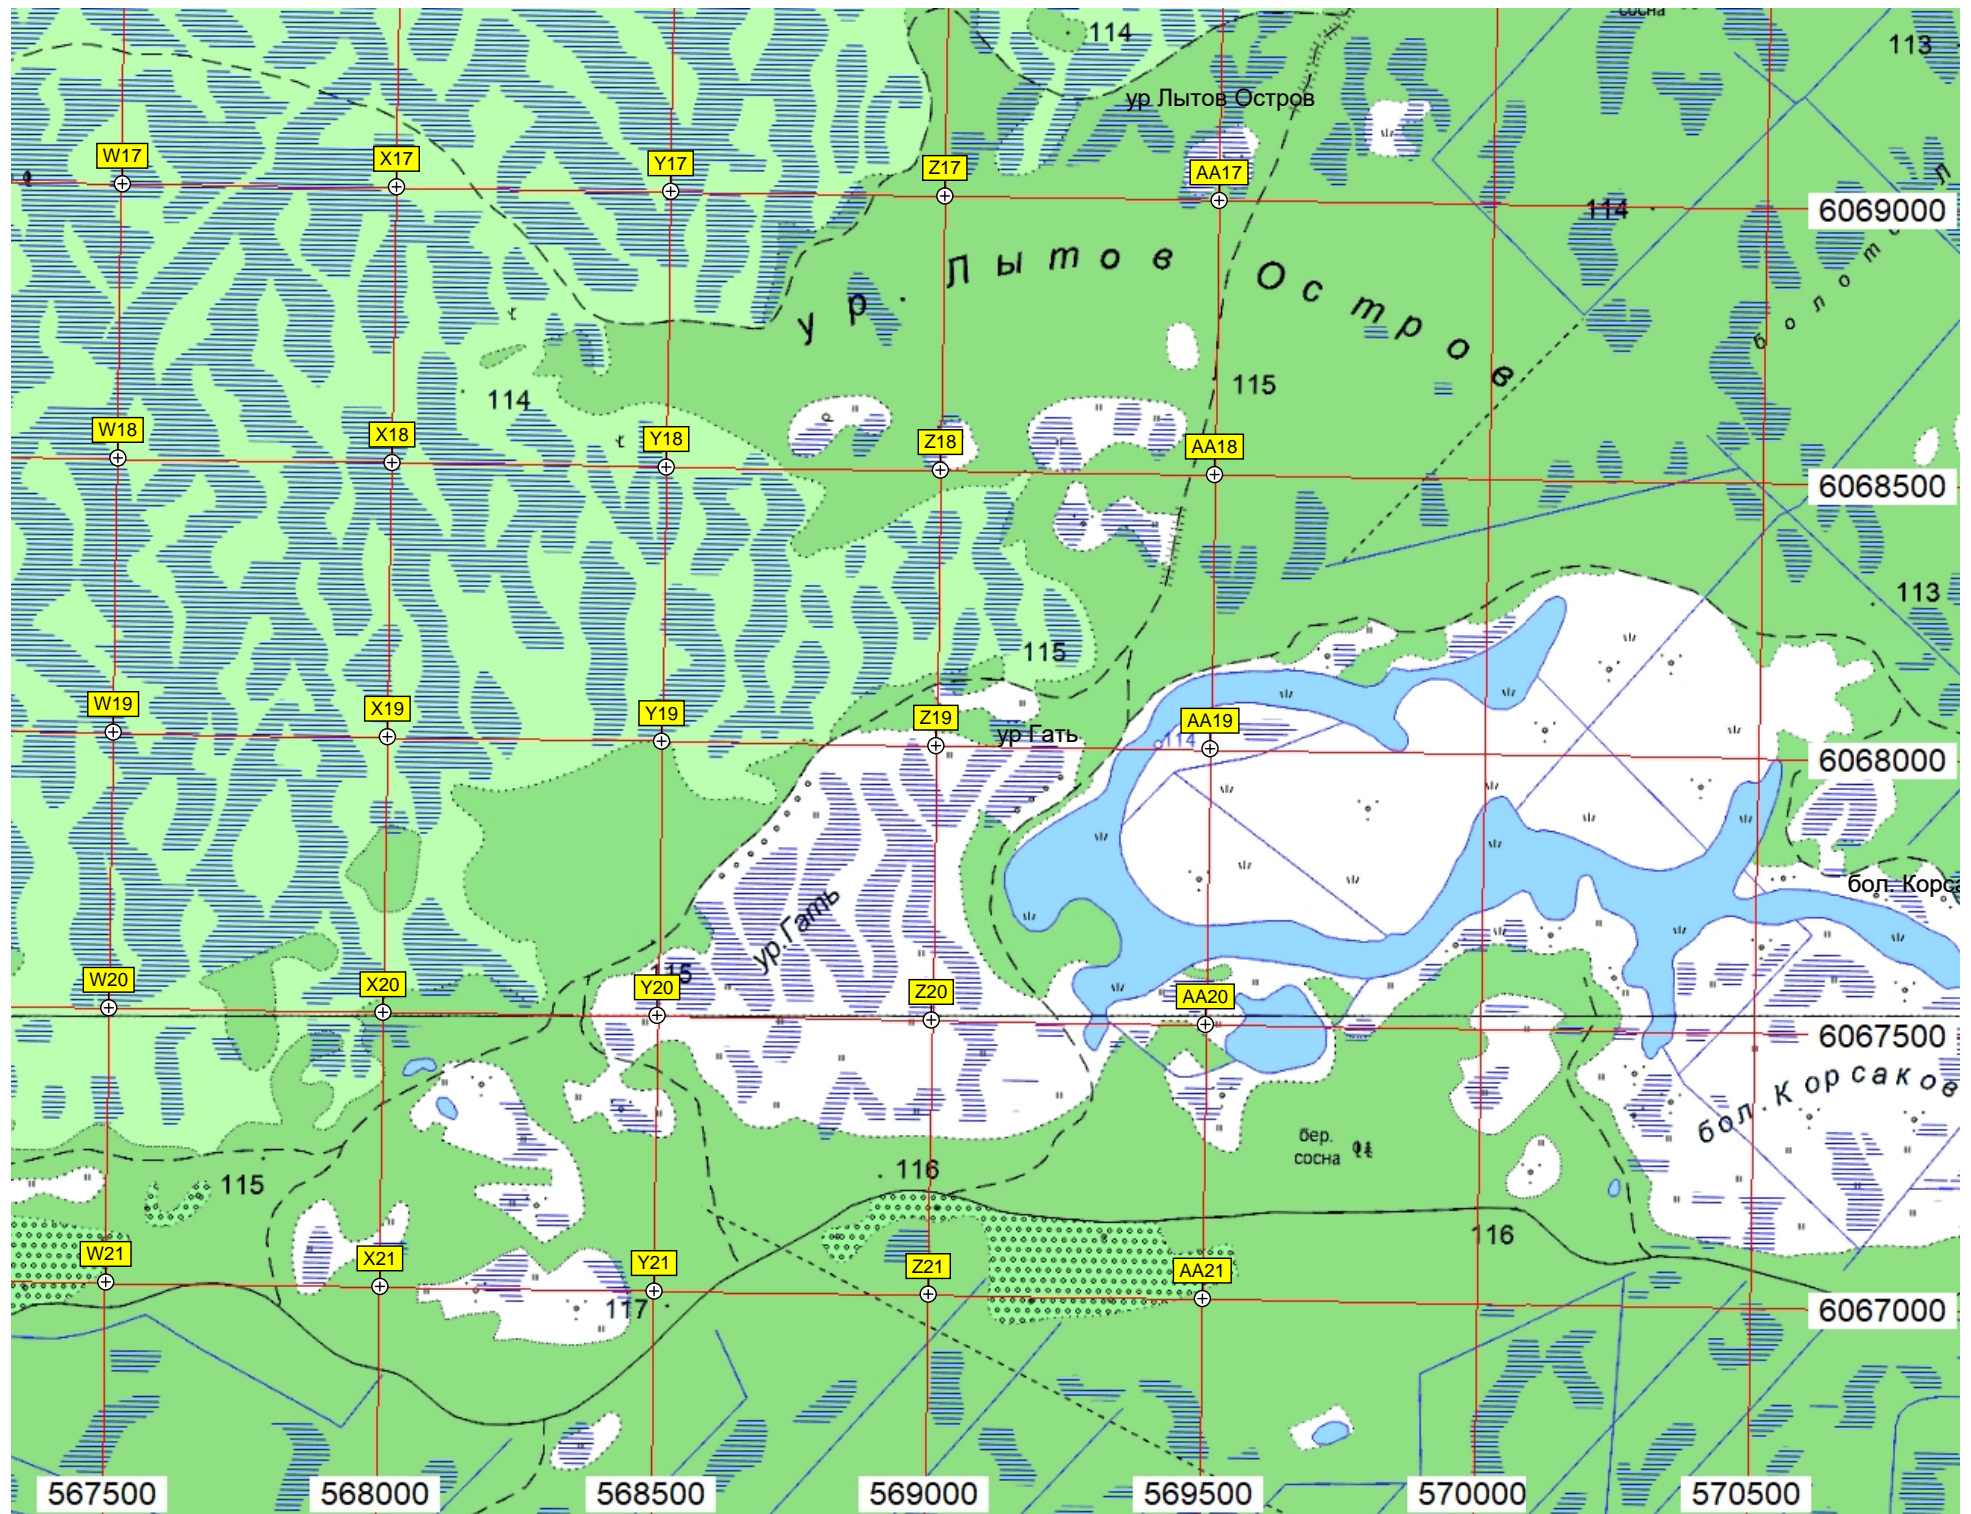 сосна
114
113
ур Лытов Остров
W17
X17
Y17
Z17
AA17
114
6069000
ур. Лытов Остров
болото Л
114
115
W18
X18
Y18
Z18
AA18
6068500
113
115
W19
X19
Y19
Z19
ур Гать
114
AA19
6068000
ур. Гать
бол. Корса
W20
X20
115
Y20
Z20
AA20
6067500
бол. Корсаков
бер.
сосна
115
116
116
W21
X21
Y21
Z21
AA21
117
6067000
567500
568000
568500
569000
569500
570000
570500